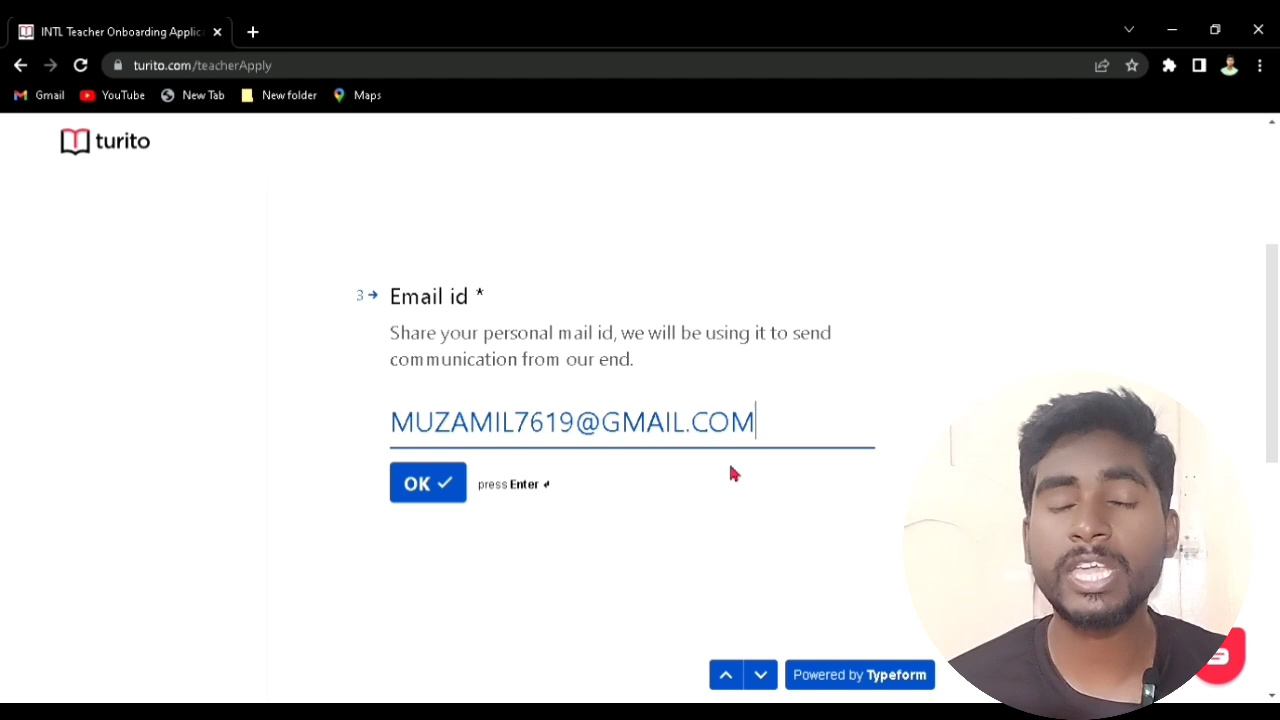 INTL Teacher Onboarding Applic
turito.com/teacherApply
Gmail YouTube New Tab New folder Maps
turito
3 Email id *
Share your personal mail id, we will be using it to send
communication from our end.
MUZAMIL7619@GMAIL.COM
OK press Enter
Powered by Typeform